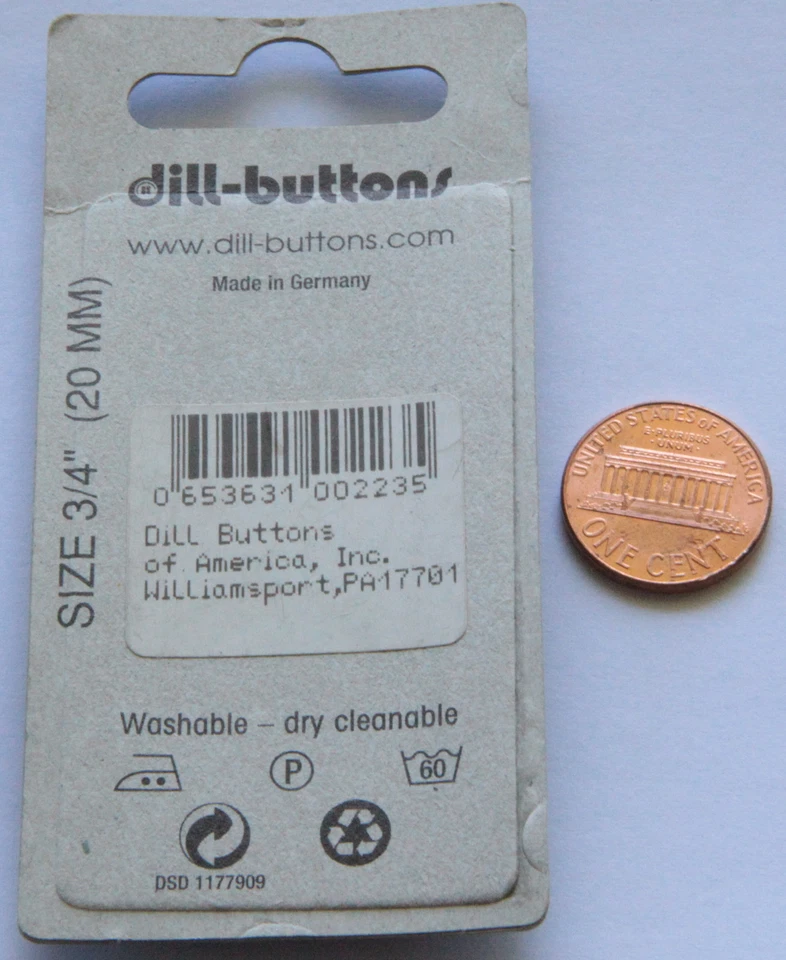 dill-buttons
www.dill-buttons.com
Made in Germany
SIZE 3/4" (20 MM)
0 653631 002235
Dill Buttons
of America, Inc.
Williamsport,PA17701
Washable – dry cleanable
P
60
DSD 1177909
UNITED STATES OF AMERICA
E·PLURIBUS
UNUM
ONE CENT